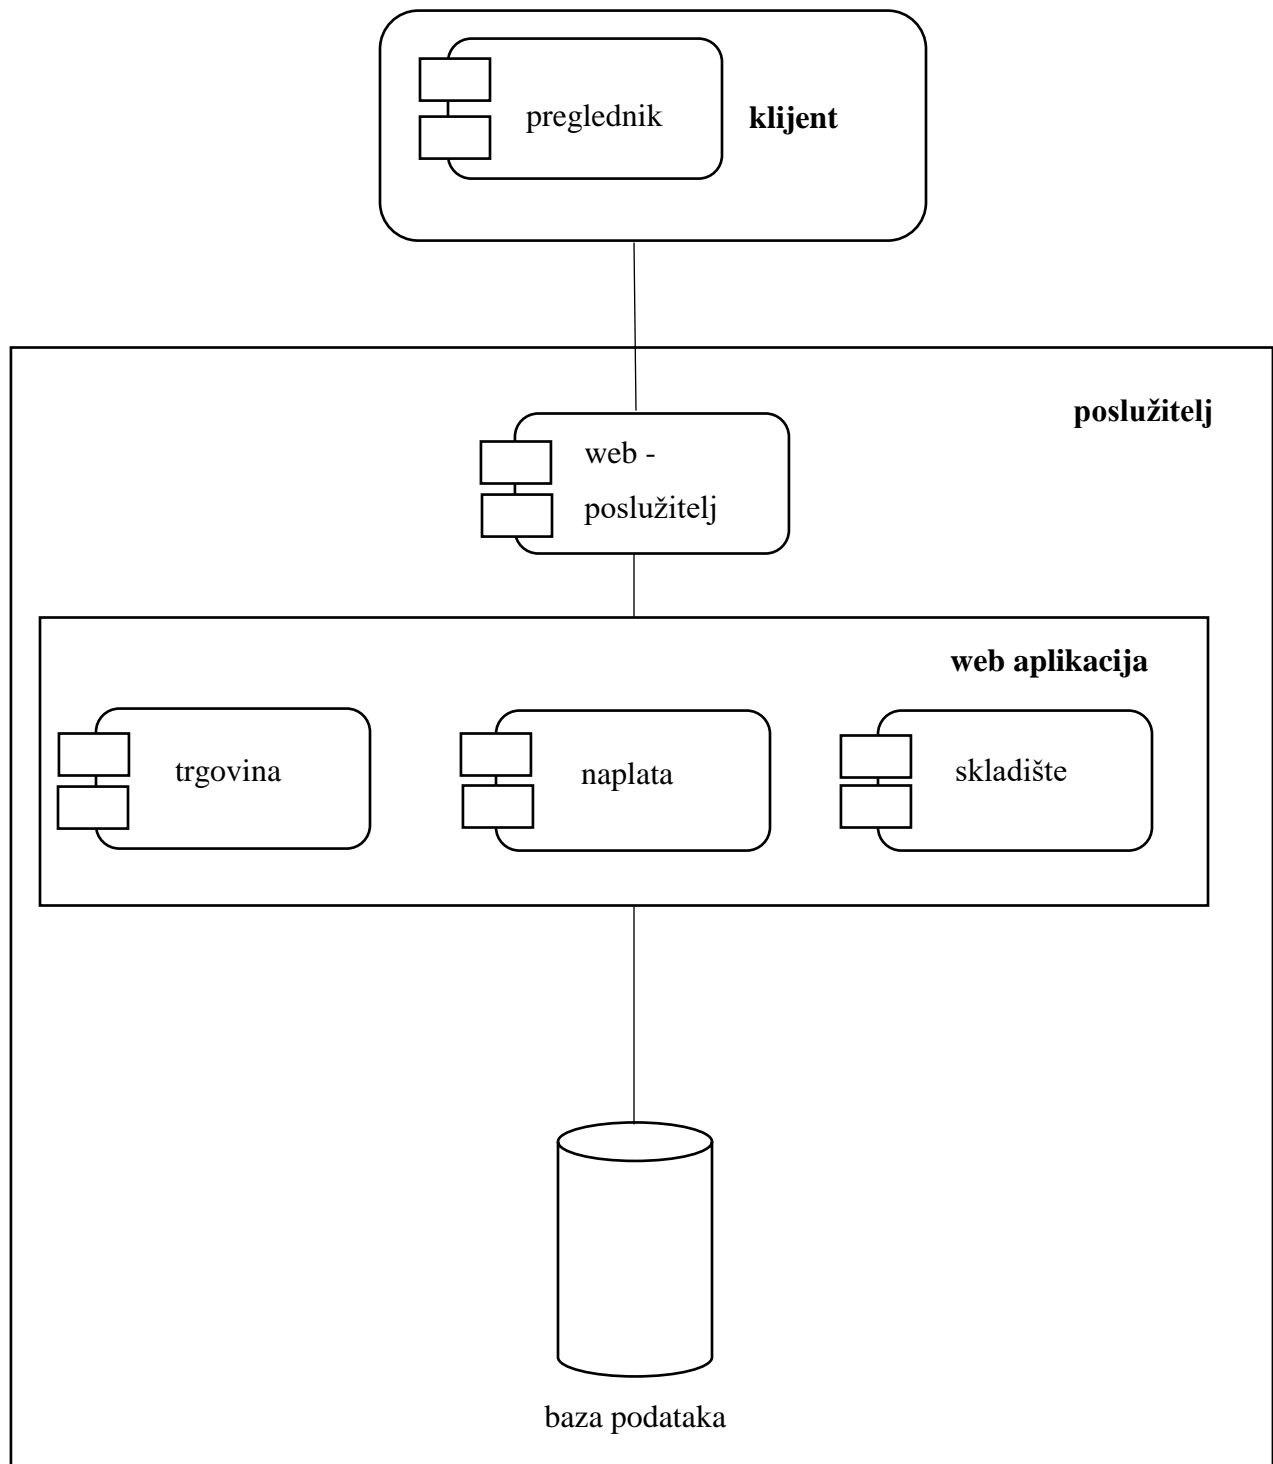 preglednik
klijent
poslužitelj
web -
poslužitelj
web aplikacija
trgovina
naplata
skladište
baza podataka